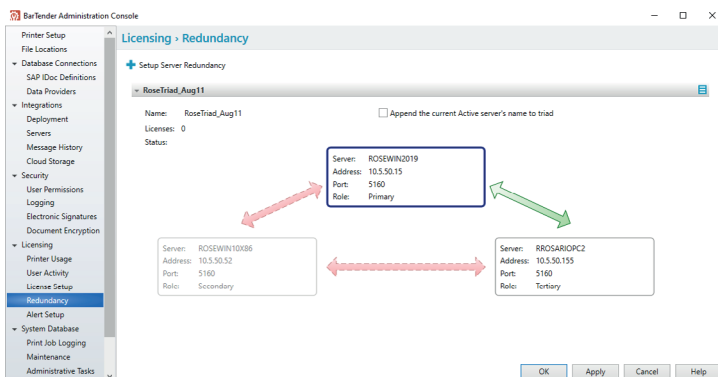 BarTender Administration Console
Printer Setup
File Locations
Database Connections
SAP IDoc Definitions
Data Providers
Integrations
Deployment
Servers
Message History
Cloud Storage
Security
User Permissions
Logging
Electronic Signatures
Document Encryption
Licensing
Printer Usage
User Activity
License Setup
Redundancy
Alert Setup
System Database
Print Job Logging
Maintenance
Administrative Tasks
Licensing › Redundancy
Setup Server Redundancy
RoseTriad_Aug11
Name: RoseTriad_Aug11
Append the current Active server's name to triad
Licenses: 0
Status:
Server: ROSEWIN2019
Address: 10.5.50.15
Port: 5160
Role: Primary
Server: ROSEWIN10X86
Address: 10.5.50.52
Port: 5160
Role: Secondary
Server: RROSARIOPC2
Address: 10.5.50.155
Port: 5160
Role: Tertiary
OK Apply Cancel Help